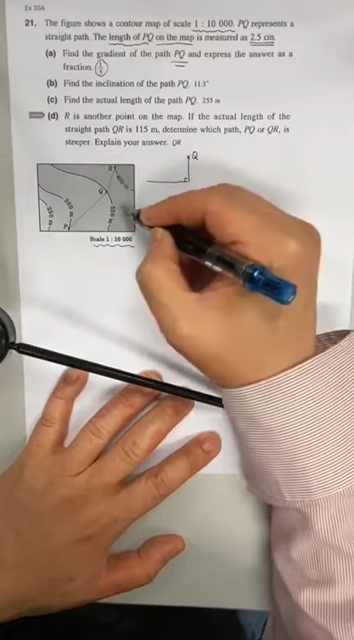 Ex 10A
21. The figure shows a contour map of scale 1 : 10 000. PQ represents a
straight path. The length of PQ on the map is measured as 2.5 cm.
(a) Find the gradient of the path PQ and express the answer as a
fraction. 1/5
(b) Find the inclination of the path PQ. 11.3°
(c) Find the actual length of the path PQ. 255 m
(d) R is another point on the map. If the actual length of the
straight path QR is 115 m, determine which path, PQ or QR, is
steeper. Explain your answer. QR
Q
R
Q
P
Scale 1 : 10 000